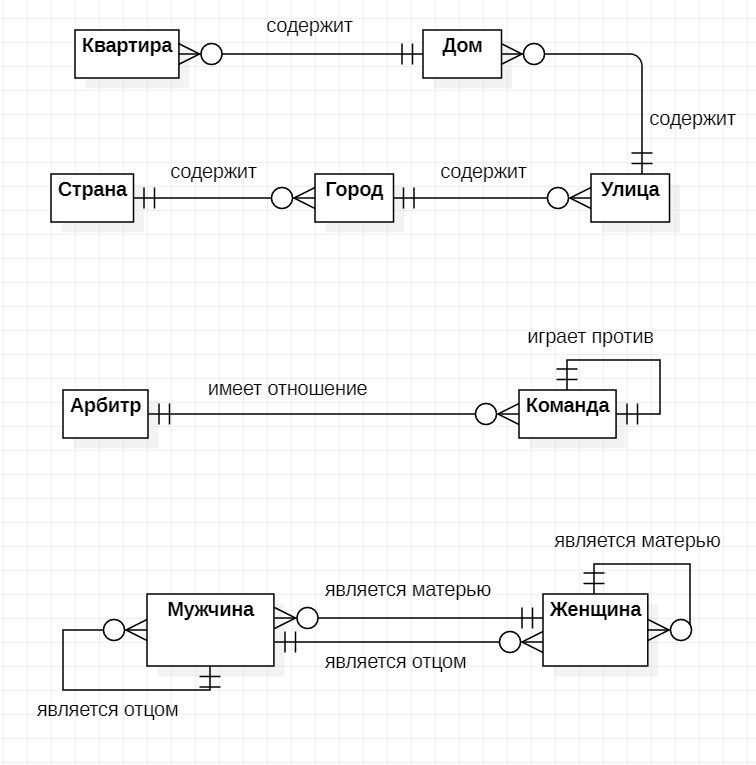 содержит
Квартира
Дом
содержит
содержит
содержит
Страна
Город
Улица
играет против
имеет отношение
Арбитр
Команда
является матерью
является матерью
Мужчина
Женщина
является отцом
является отцом